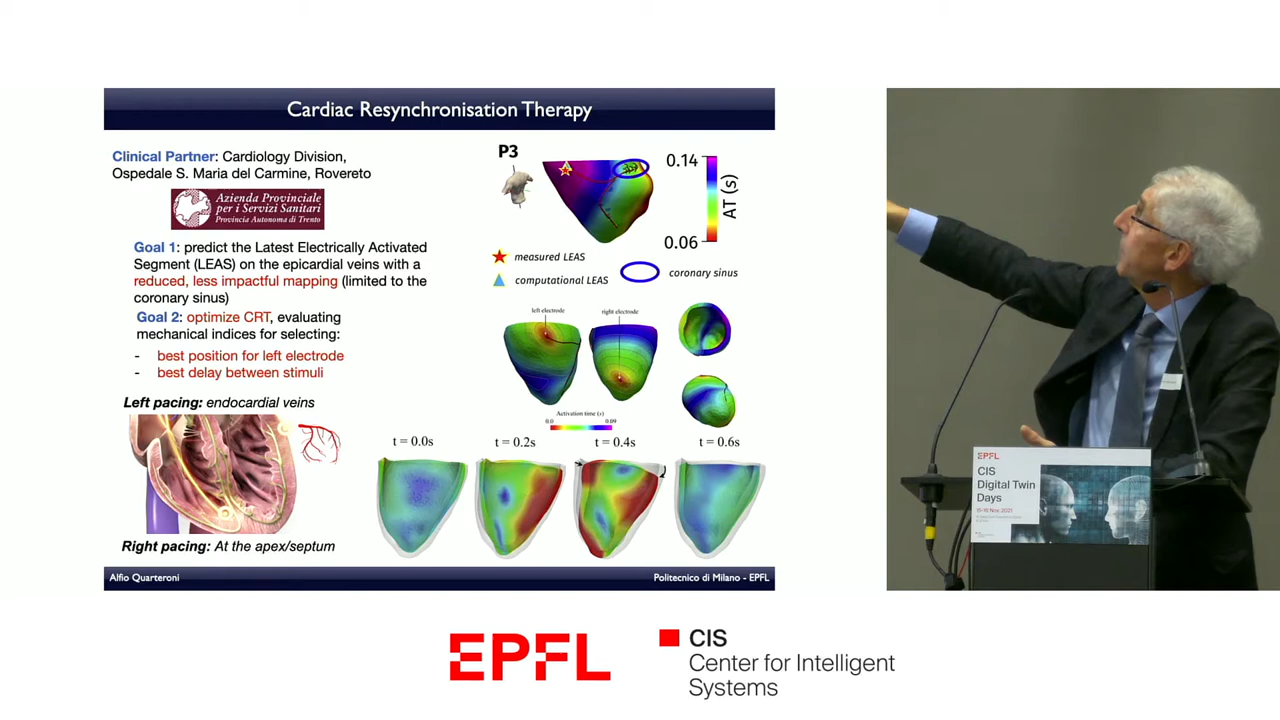 Cardiac Resynchronisation Therapy
Clinical Partner: Cardiology Division,
Ospedale S. Maria del Carmine, Rovereto
Azienda Provinciale
per i Servizi Sanitari
Provincia Autonoma di Trento
Goal 1: predict the Latest Electrically Activated
Segment (LEAS) on the epicardial veins with a
reduced, less impactful mapping (limited to the
coronary sinus)
Goal 2: optimize CRT, evaluating
mechanical indices for selecting:
- best position for left electrode
- best delay between stimuli
Left pacing: endocardial veins
Right pacing: At the apex/septum
P3
0.14
AT (s)
0.06
measured LEAS
computational LEAS
coronary sinus
left electrode
right electrode
Activation time (s)
0.0
0.09
t = 0.0s
t = 0.2s
t = 0.4s
t = 0.6s
Alfio Quarteroni
Politecnico di Milano - EPFL
EPFL
CIS
Digital Twin
Days
EPFL
CIS
Center for Intelligent
Systems